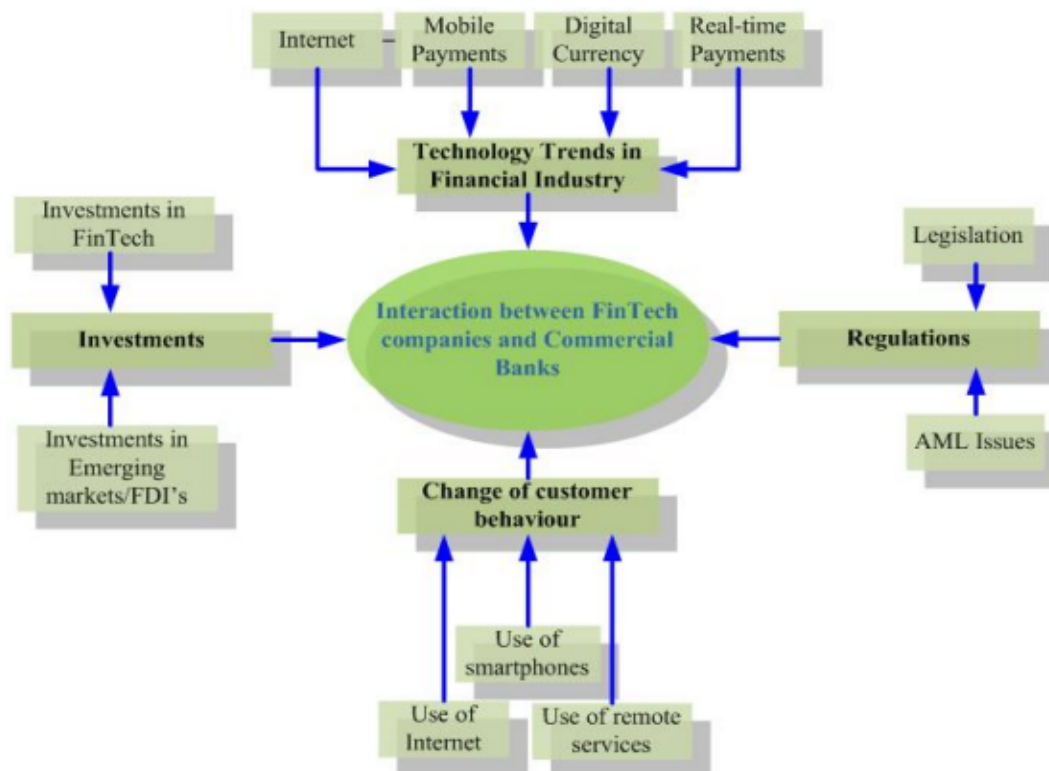 Internet
Mobile
Payments
Digital
Currency
Real-time
Payments
Technology Trends in
Financial Industry
Investments in
FinTech
Legislation
Interaction between FinTech
companies and Commercial
Banks
Investments
Regulations
Investments in
Emerging
markets/FDI's
AML Issues
Change of customer
behaviour
Use of
smartphones
Use of
Internet
Use of remote
services